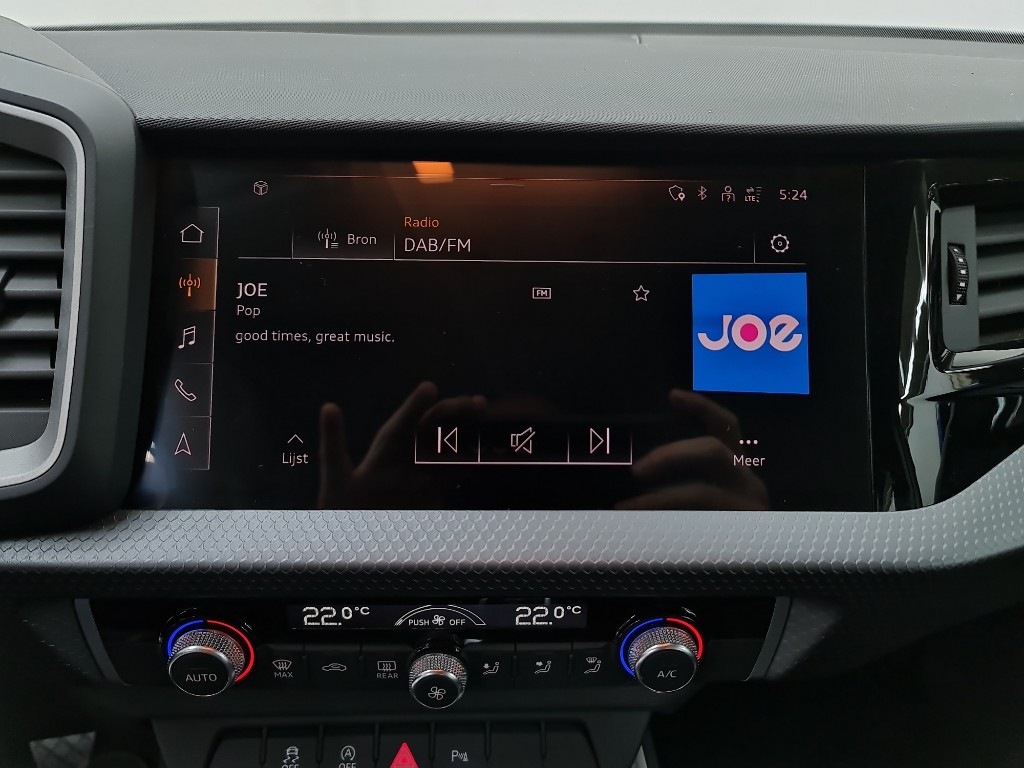 LTE 5:24
Radio
Bron DAB/FM
JOE FM
Pop
good times, great music.
JOe
Lijst
Meer
22.0°C PUSH OFF 22.0°C
AUTO MAX REAR A/C
OFF OFF P